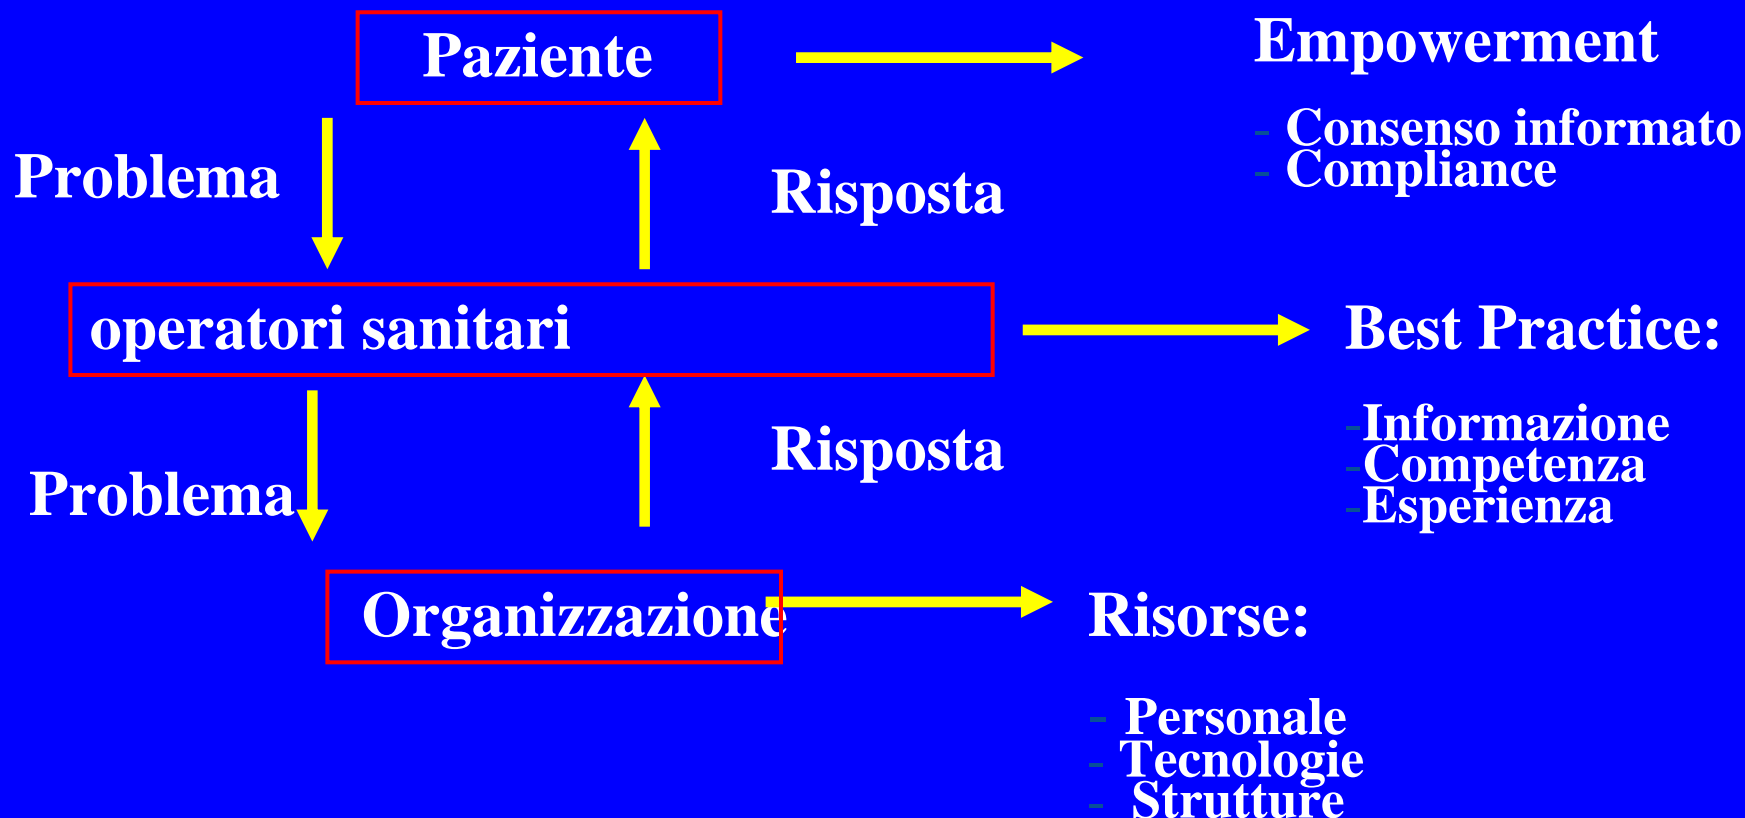 Paziente
Empowerment
- Consenso informato
- Compliance
Problema
Risposta
operatori sanitari
Best Practice:
-Informazione
-Competenza
-Esperienza
Risposta
Problema
Organizzazione
Risorse:
- Personale
- Tecnologie
- Strutture